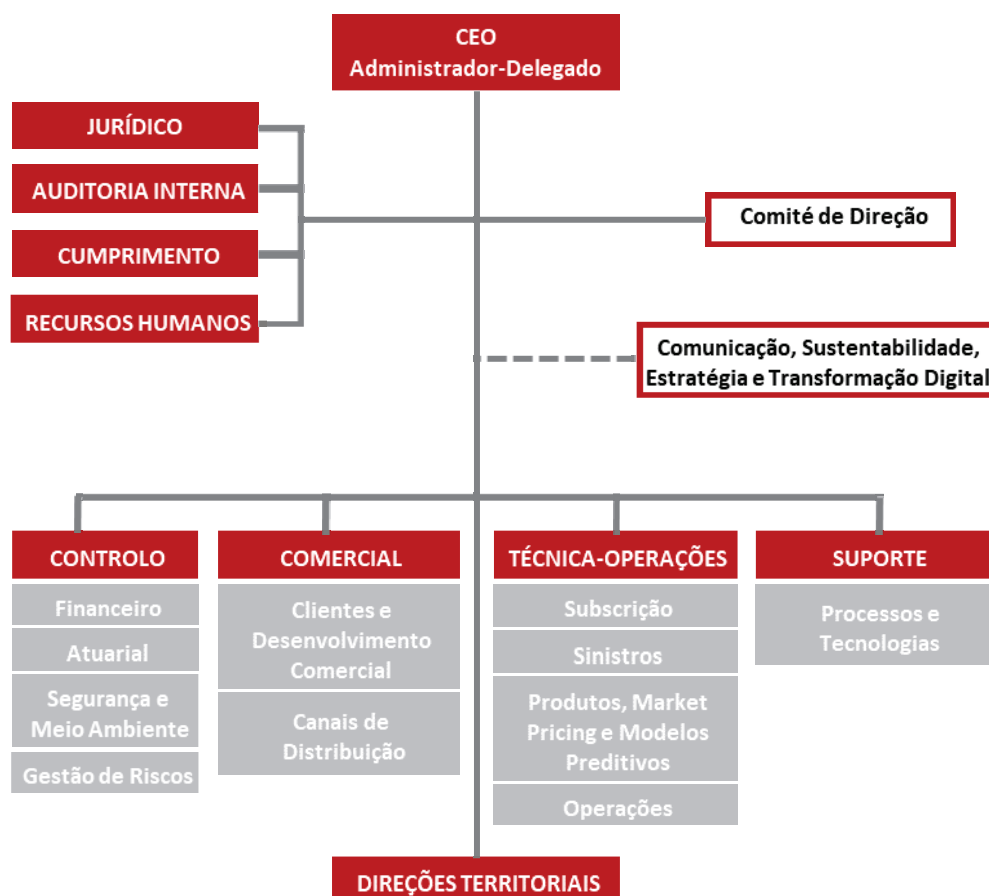 CEO
Administrador-Delegado
JURÍDICO
AUDITORIA INTERNA
CUMPRIMENTO
RECURSOS HUMANOS
Comité de Direção
Comunicação, Sustentabilidade,
Estratégia e Transformação Digital
CONTROLO
Financeiro
Atuarial
Segurança e
Meio Ambiente
Gestão de Riscos
COMERCIAL
Clientes e
Desenvolvimento
Comercial
Canais de
Distribuição
TÉCNICA-OPERAÇÕES
Subscrição
Sinistros
Produtos, Market
Pricing e Modelos
Preditivos
Operações
SUPORTE
Processos e
Tecnologias
DIREÇÕES TERRITORIAIS